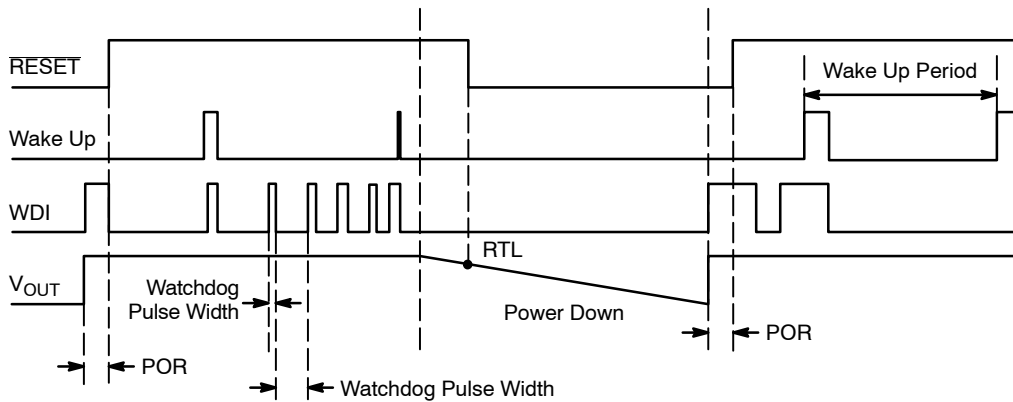 RESET
Wake Up Period
Wake Up
WDI
RTL
VOUT
Watchdog
Pulse Width
Power Down
POR
POR
Watchdog Pulse Width